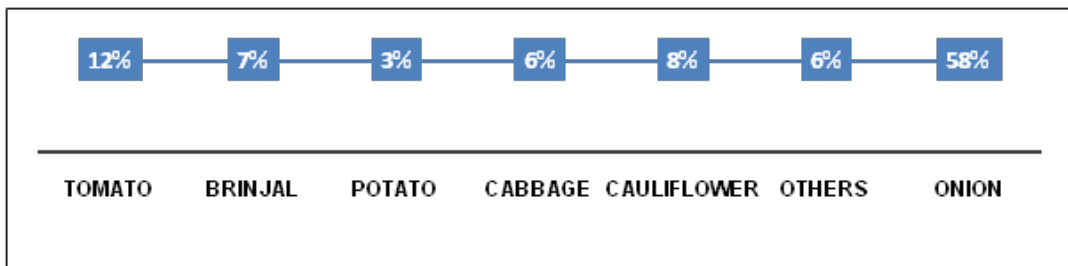 12% 7% 3% 6% 8% 6% 58%
TOMATO BRINJAL POTATO CABBAGE CAULIFLOWER OTHERS ONION